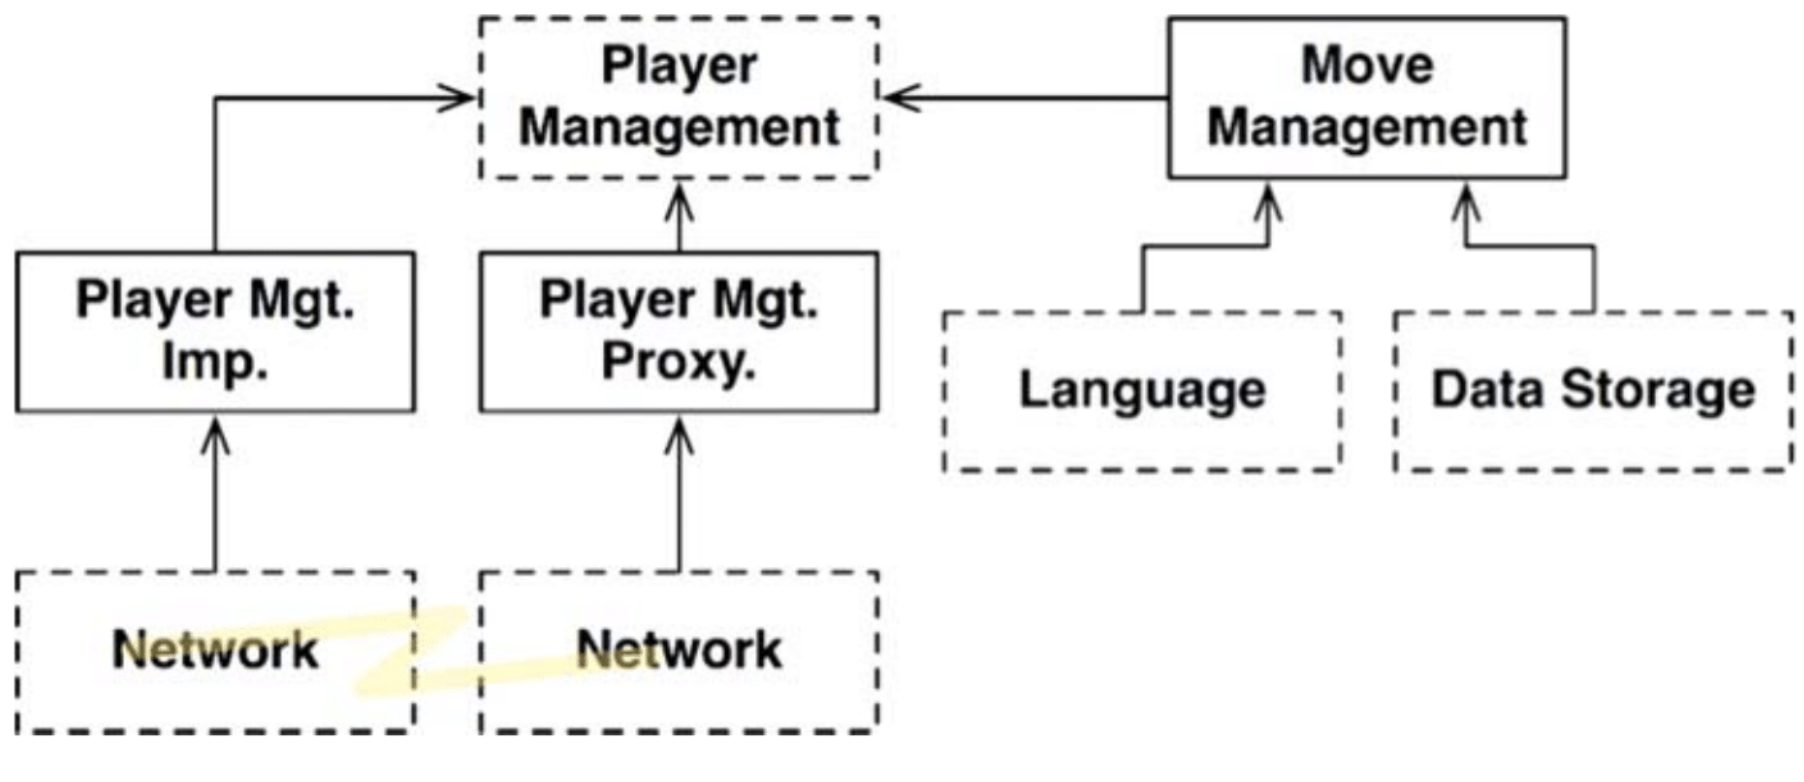 Player
Management
Move
Management
Player Mgt.
Imp.
Player Mgt.
Proxy.
Language
Data Storage
Network
Network